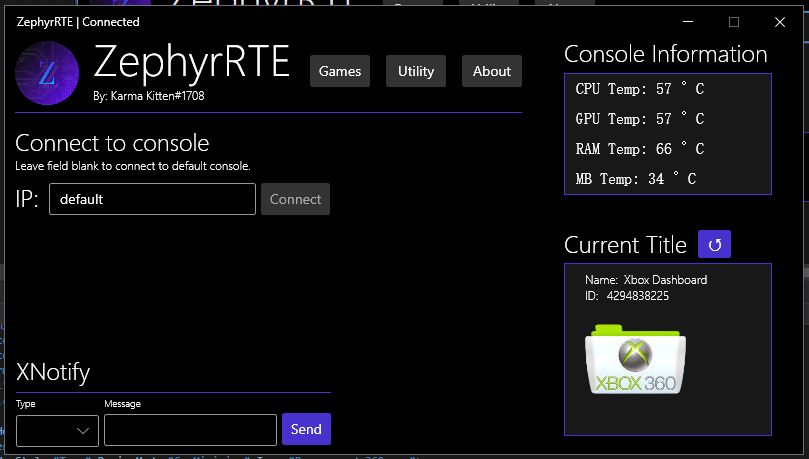 ZephyrRTE | Connected
ZephyrRTE
By: Karma Kitten#1708
Games
Utility
About
Console Information
CPU Temp: 57 ° C
GPU Temp: 57 ° C
RAM Temp: 66 ° C
MB Temp: 34 ° C
Connect to console
Leave field blank to connect to default console.
IP:
default
Connect
Current Title
Name: Xbox Dashboard
ID: 4294838225
XBOX 360
XNotify
Type
Message
Send